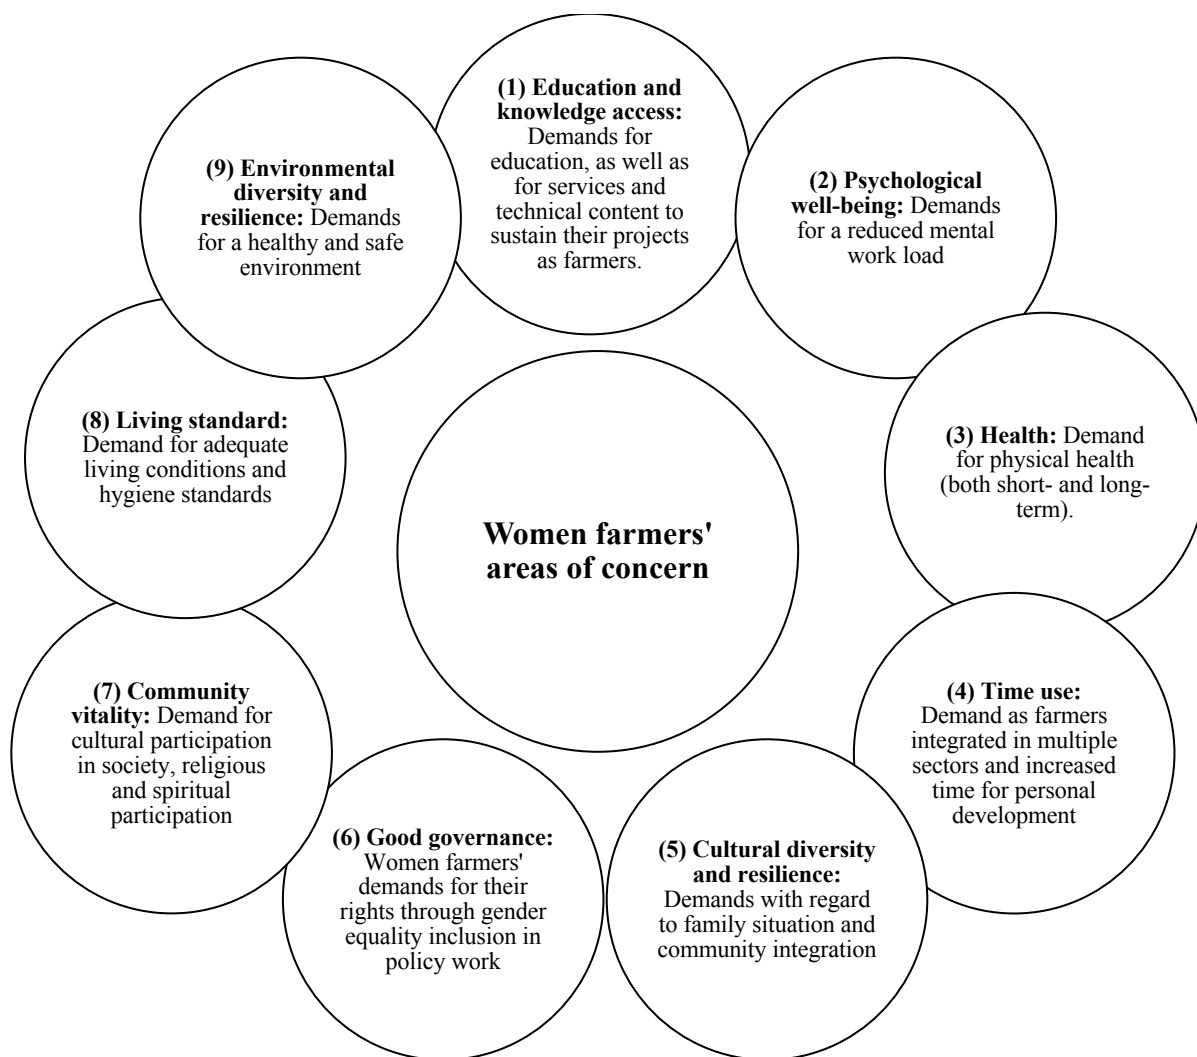 (1) Education and
knowledge access:
Demands for
education, as well as
for services and
technical content to
sustain their projects
as farmers.
(2) Psychological
well-being: Demands
for a reduced mental
work load
(3) Health: Demand
for physical health
(both short- and long-
term).
(4) Time use:
Demand as farmers
integrated in multiple
sectors and increased
time for personal
development
(5) Cultural diversity
and resilience:
Demands with regard
to family situation and
community integration
(6) Good governance:
Women farmers'
demands for their
rights through gender
equality inclusion in
policy work
(7) Community
vitality: Demand for
cultural participation
in society, religious
and spiritual
participation
(8) Living standard:
Demand for adequate
living conditions and
hygiene standards
(9) Environmental
diversity and
resilience: Demands
for a healthy and safe
environment
Women farmers'
areas of concern